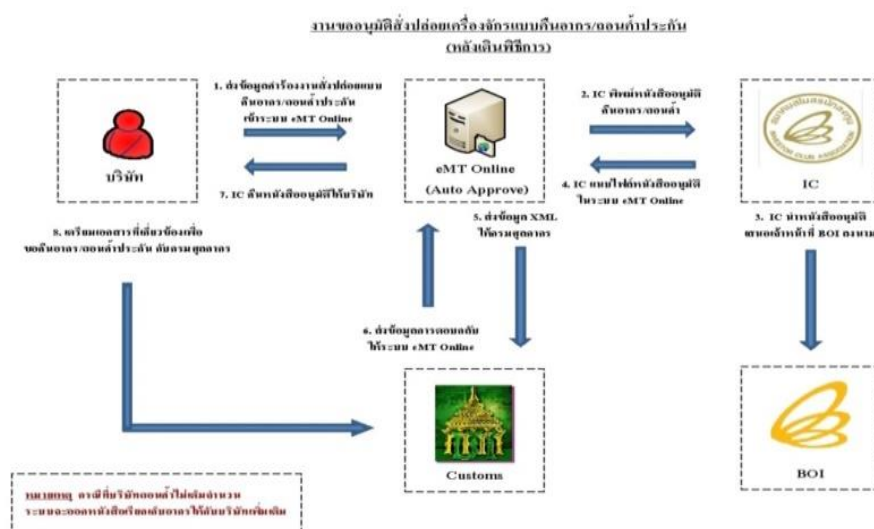 งานขออนุมัติสั่งปล่อยเครื่องจักรแบบคืนอากร/ถอนค้ำประกัน
(หลังเดินพิธีการ)
1. ส่งข้อมูลคำร้องงานสั่งปล่อยแบบ
คืนอากร/ถอนค้ำประกัน
เข้าระบบ eMT Online
บริษัท
7. IC คืนหนังสืออนุมัติให้บริษัท
eMT Online
(Auto Approve)
2. IC พิมพ์หนังสืออนุมัติ
คืนอากร/ถอนค้ำ
4. IC แนบไฟล์หนังสืออนุมัติ
ในระบบ eMT Online
IC
8. เตรียมเอกสารที่เกี่ยวข้องเพื่อ
ขอคืนอากร/ถอนค้ำประกัน กับกรมศุลกากร
5. ส่งข้อมูล XML
ให้กรมศุลกากร
3. IC นำหนังสืออนุมัติ
เสนอเจ้าหน้าที่ BOI ลงนาม
6. ส่งข้อมูลการตอบกลับ
ให้ระบบ eMT Online
Customs
BOI
หมายเหตุ กรณีที่บริษัทถอนค้ำไม่เต็มจำนวน
ระบบจะออกหนังสือเรียกเก็บอากรให้กับบริษัทเพิ่มเติม